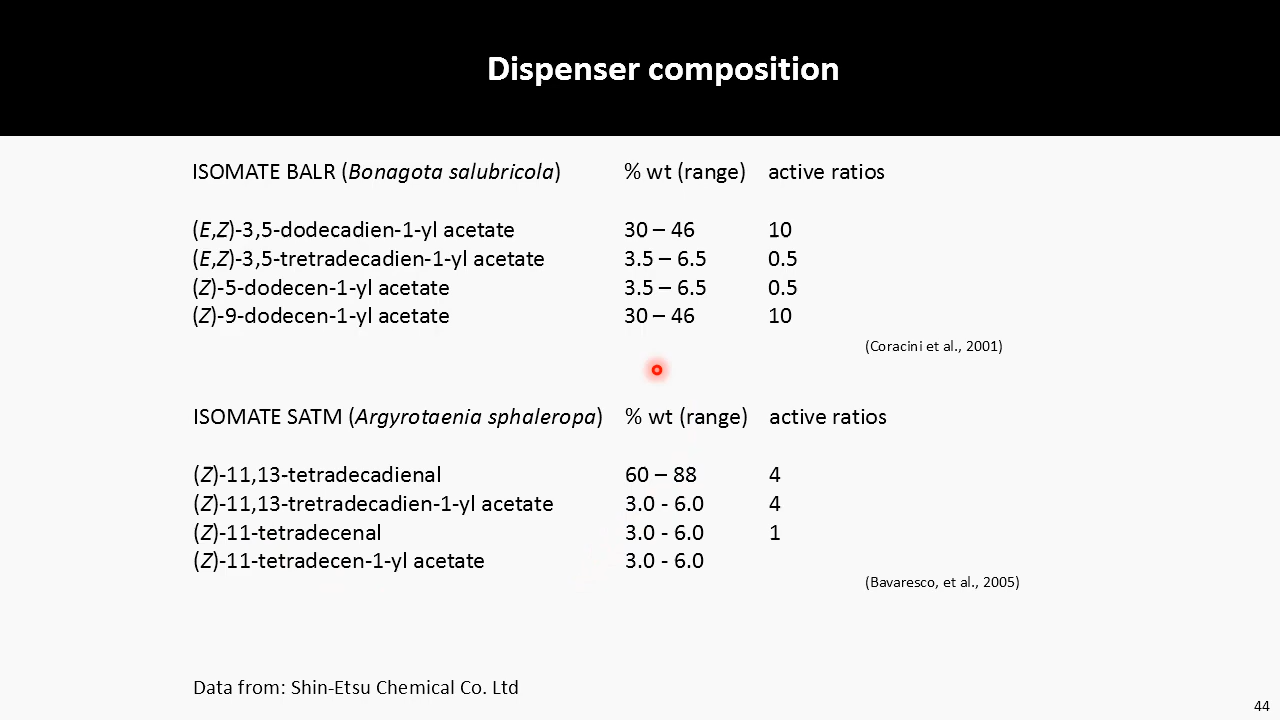 Dispenser composition
ISOMATE BALR (Bonagota salubricola) % wt (range) active ratios
(E,Z)-3,5-dodecadien-1-yl acetate 30 – 46 10
(E,Z)-3,5-tretradecadien-1-yl acetate 3.5 – 6.5 0.5
(Z)-5-dodecen-1-yl acetate 3.5 – 6.5 0.5
(Z)-9-dodecen-1-yl acetate 30 – 46 10
(Coracini et al., 2001)
ISOMATE SATM (Argyrotaenia sphaleropa) % wt (range) active ratios
(Z)-11,13-tetradecadienal 60 – 88 4
(Z)-11,13-tretradecadien-1-yl acetate 3.0 - 6.0 4
(Z)-11-tetradecenal 3.0 - 6.0 1
(Z)-11-tetradecen-1-yl acetate 3.0 - 6.0
(Bavaresco, et al., 2005)
Data from: Shin-Etsu Chemical Co. Ltd
44